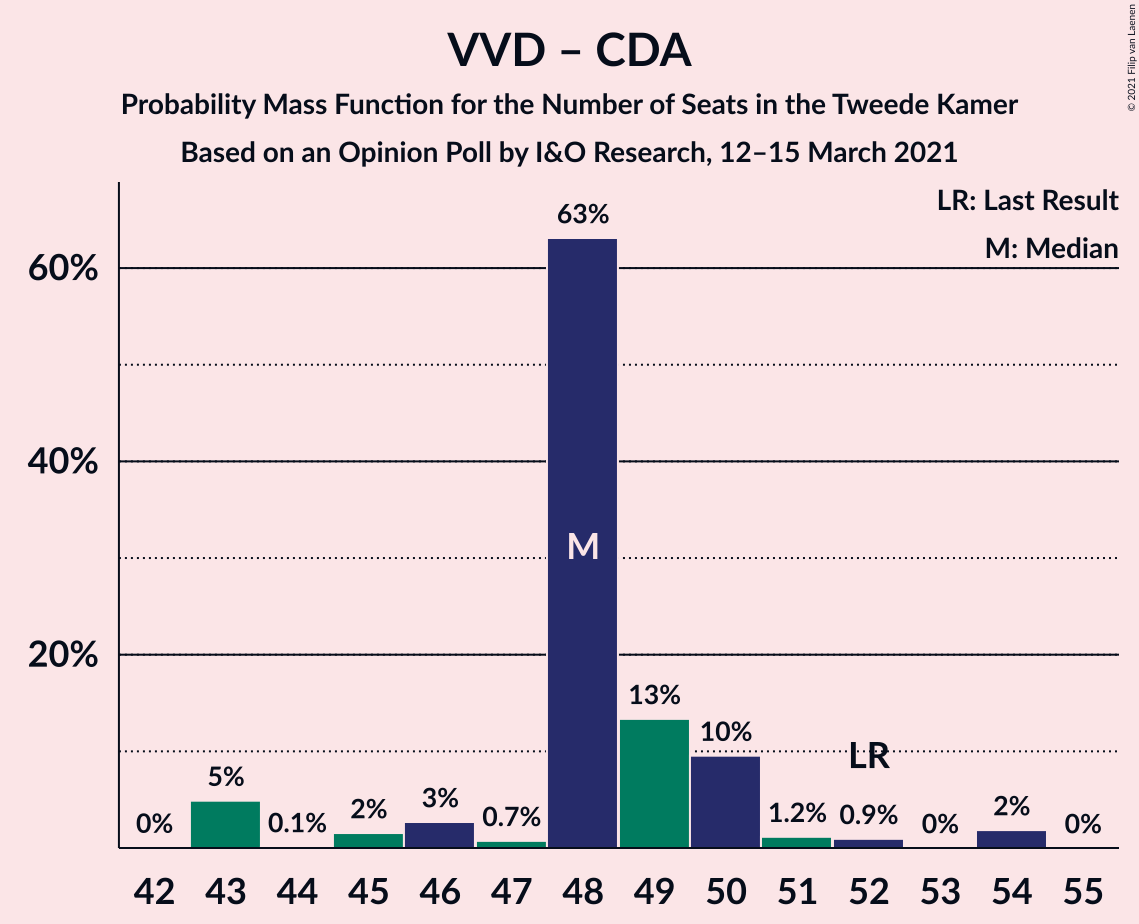 VVD – CDA
Probability Mass Function for the Number of Seats in the Tweede Kamer
Based on an Opinion Poll by I&O Research, 12–15 March 2021
© 2021 Filip van Laenen
LR: Last Result
M: Median
60%
40%
20%
0%
5%
0.1%
2%
3%
0.7%
63%
13%
10%
1.2%
0.9%
0%
2%
0%
M
LR
42 43 44 45 46 47 48 49 50 51 52 53 54 55